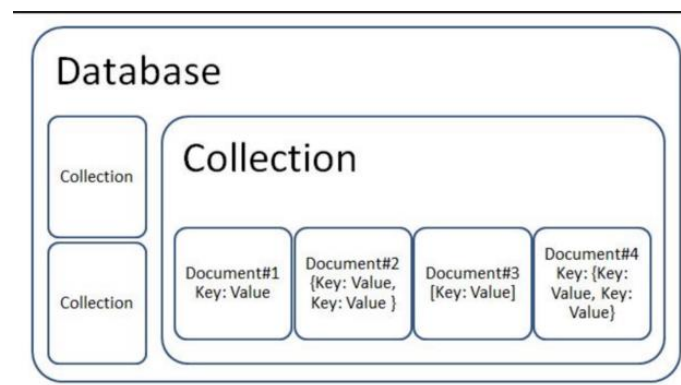 Database
Collection
Collection
Collection
Document#1
Key: Value
Document#2
{Key: Value,
Key: Value }
Document#3
[Key: Value]
Document#4
Key: {Key:
Value, Key:
Value}